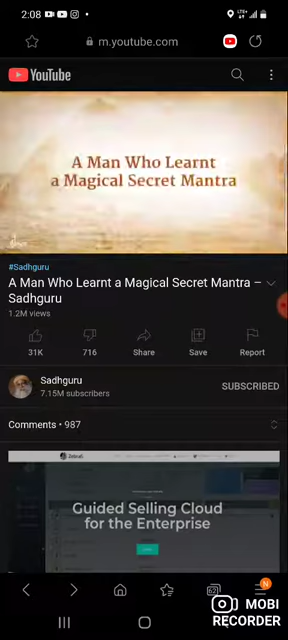 2:08
LTE+
m.youtube.com
YouTube
A Man Who Learnt
a Magical Secret Mantra
#Sadhguru
A Man Who Learnt a Magical Secret Mantra –
Sadhguru
1.2M views
31K
716
Share
Save
Report
Sadhguru
7.15M subscribers
SUBSCRIBED
Comments • 987
Guided Selling Cloud
for the Enterprise
N
MOBI
RECORDER